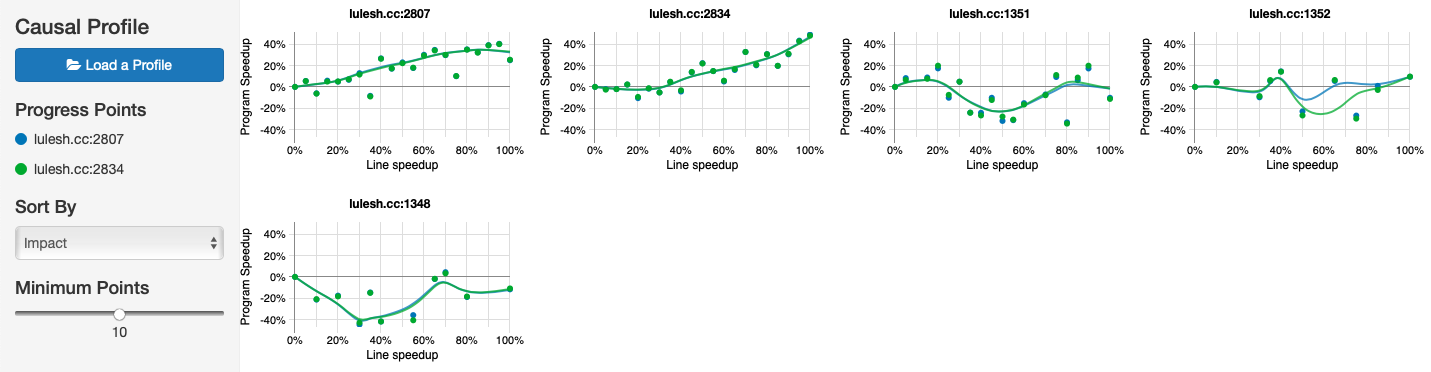 Causal Profile
Load a Profile
Progress Points
lulesh.cc:2807
lulesh.cc:2834
Sort By
Impact
Minimum Points
10
lulesh.cc:2807
Program Speedup
40%
20%
0%
-20%
-40%
0% 20% 40% 60% 80% 100%
Line speedup
lulesh.cc:2834
Program Speedup
40%
20%
0%
-20%
-40%
0% 20% 40% 60% 80% 100%
Line speedup
lulesh.cc:1351
Program Speedup
40%
20%
0%
-20%
-40%
0% 20% 40% 60% 80% 100%
Line speedup
lulesh.cc:1352
Program Speedup
40%
20%
0%
-20%
-40%
0% 20% 40% 60% 80% 100%
Line speedup
lulesh.cc:1348
Program Speedup
40%
20%
0%
-20%
-40%
0% 20% 40% 60% 80% 100%
Line speedup